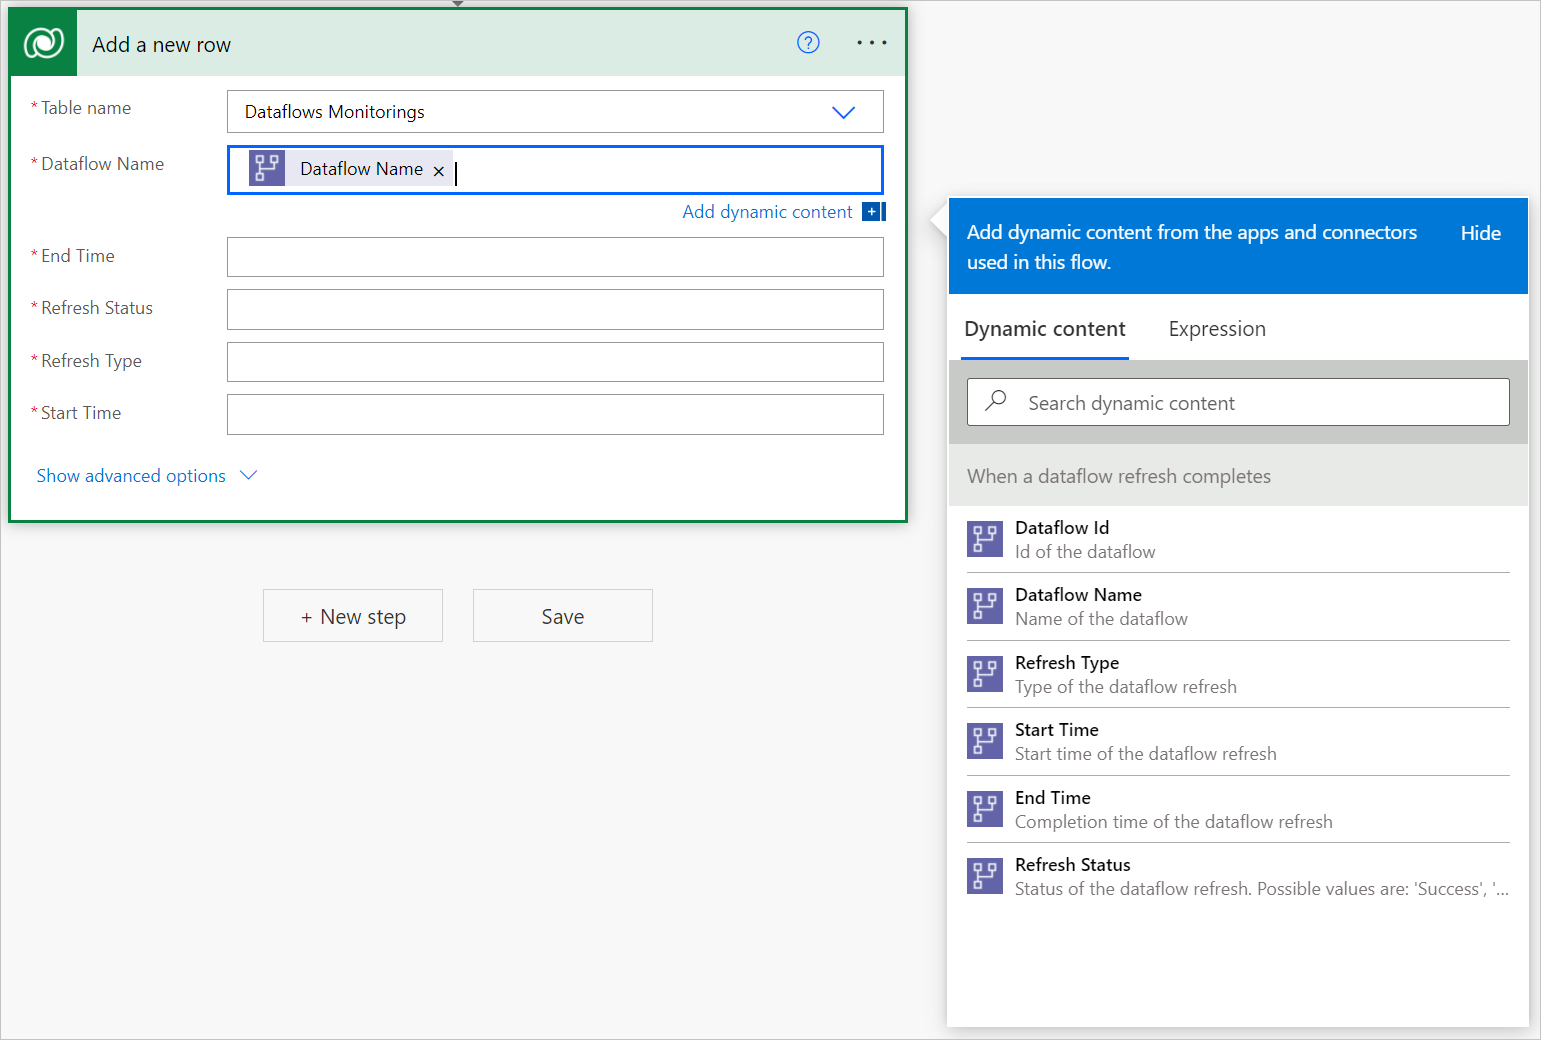 Add a new row
* Table name
Dataflows Monitorings
* Dataflow Name
Dataflow Name ×
Add dynamic content
* End Time
* Refresh Status
* Refresh Type
* Start Time
Show advanced options
+ New step
Save
Add dynamic content from the apps and connectors
used in this flow.
Hide
Dynamic content
Expression
Search dynamic content
When a dataflow refresh completes
Dataflow Id
Id of the dataflow
Dataflow Name
Name of the dataflow
Refresh Type
Type of the dataflow refresh
Start Time
Start time of the dataflow refresh
End Time
Completion time of the dataflow refresh
Refresh Status
Status of the dataflow refresh. Possible values are: 'Success', '...